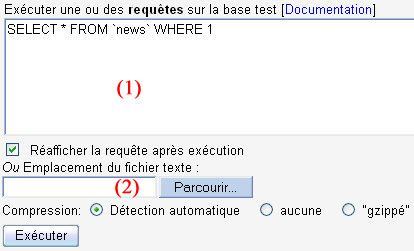 Exécuter une ou des requêtes sur la base test [Documentation]
SELECT * FROM `news` WHERE 1
(1)
Réafficher la requête après exécution
Ou Emplacement du fichier texte :
(2) Parcourir...
Compression: Détection automatique aucune "gzippé"
Exécuter